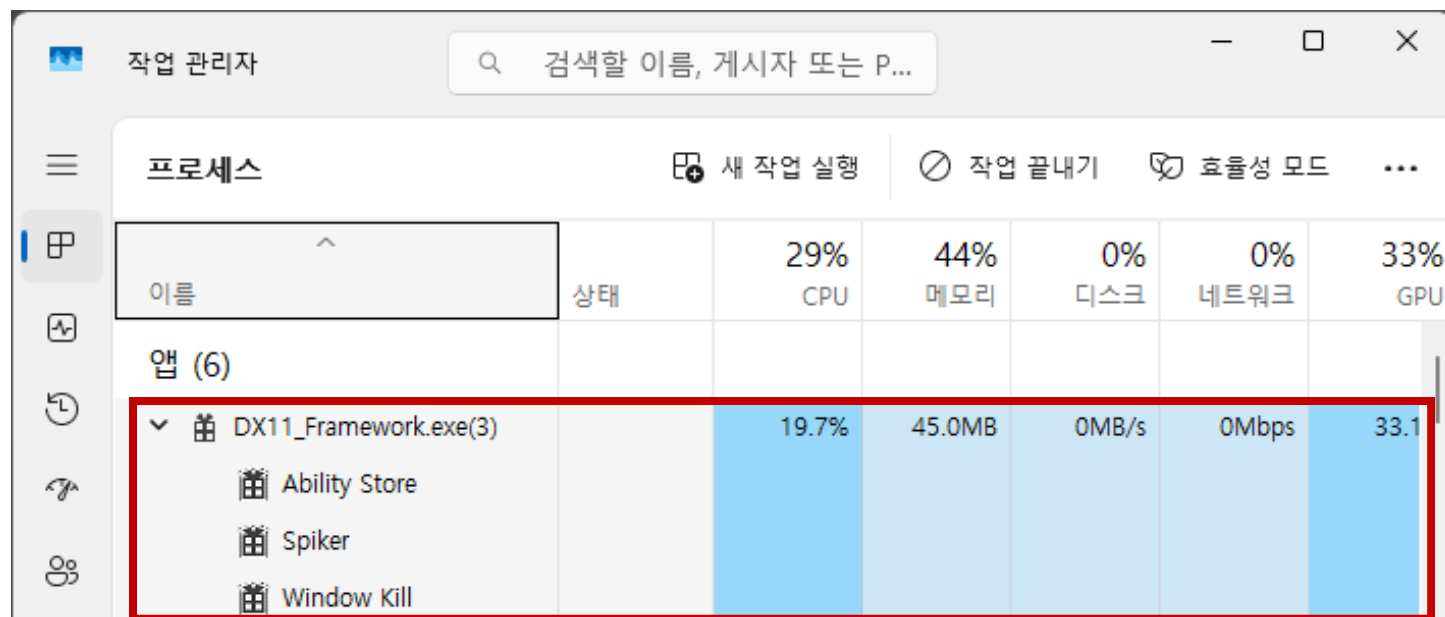 작업 관리자
검색할 이름, 게시자 또는 P...
프로세스
새 작업 실행
작업 끝내기
효율성 모드
29% 44% 0% 0% 33%
이름 상태 CPU 메모리 디스크 네트워크 GPU
앱 (6)
DX11_Framework.exe(3) 19.7% 45.0MB 0MB/s 0Mbps 33.1
Ability Store
Spiker
Window Kill